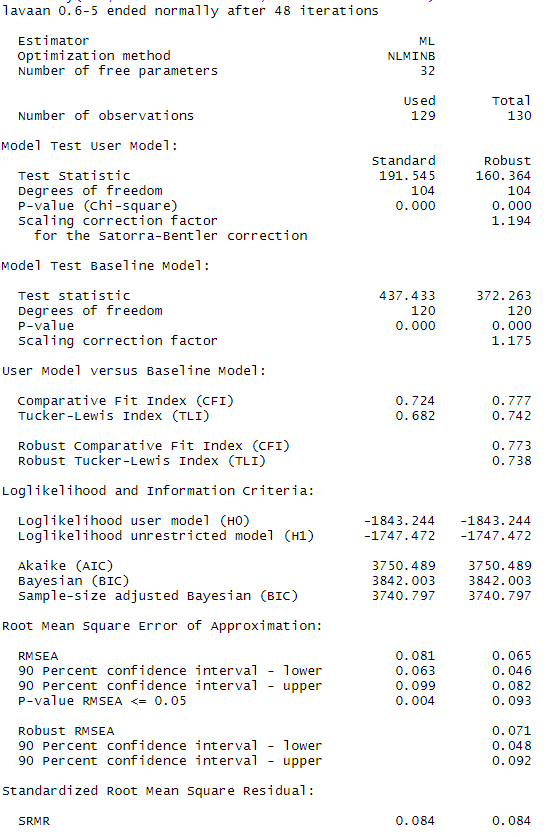 lavaan 0.6-5 ended normally after 48 iterations
Estimator ML
Optimization method NLMINB
Number of free parameters 32
Used Total
Number of observations 129 130
Model Test User Model:
Standard Robust
Test Statistic 191.545 160.364
Degrees of freedom 104 104
P-value (Chi-square) 0.000 0.000
Scaling correction factor 1.194
for the Satorra-Bentler correction
Model Test Baseline Model:
Test statistic 437.433 372.263
Degrees of freedom 120 120
P-value 0.000 0.000
Scaling correction factor 1.175
User Model versus Baseline Model:
Comparative Fit Index (CFI) 0.724 0.777
Tucker-Lewis Index (TLI) 0.682 0.742
Robust Comparative Fit Index (CFI) 0.773
Robust Tucker-Lewis Index (TLI) 0.738
Loglikelihood and Information Criteria:
Loglikelihood user model (H0) -1843.244 -1843.244
Loglikelihood unrestricted model (H1) -1747.472 -1747.472
Akaike (AIC) 3750.489 3750.489
Bayesian (BIC) 3842.003 3842.003
Sample-size adjusted Bayesian (BIC) 3740.797 3740.797
Root Mean Square Error of Approximation:
RMSEA 0.081 0.065
90 Percent confidence interval - lower 0.063 0.046
90 Percent confidence interval - upper 0.099 0.082
P-value RMSEA <= 0.05 0.004 0.093
Robust RMSEA 0.071
90 Percent confidence interval - lower 0.048
90 Percent confidence interval - upper 0.092
Standardized Root Mean Square Residual:
SRMR 0.084 0.084